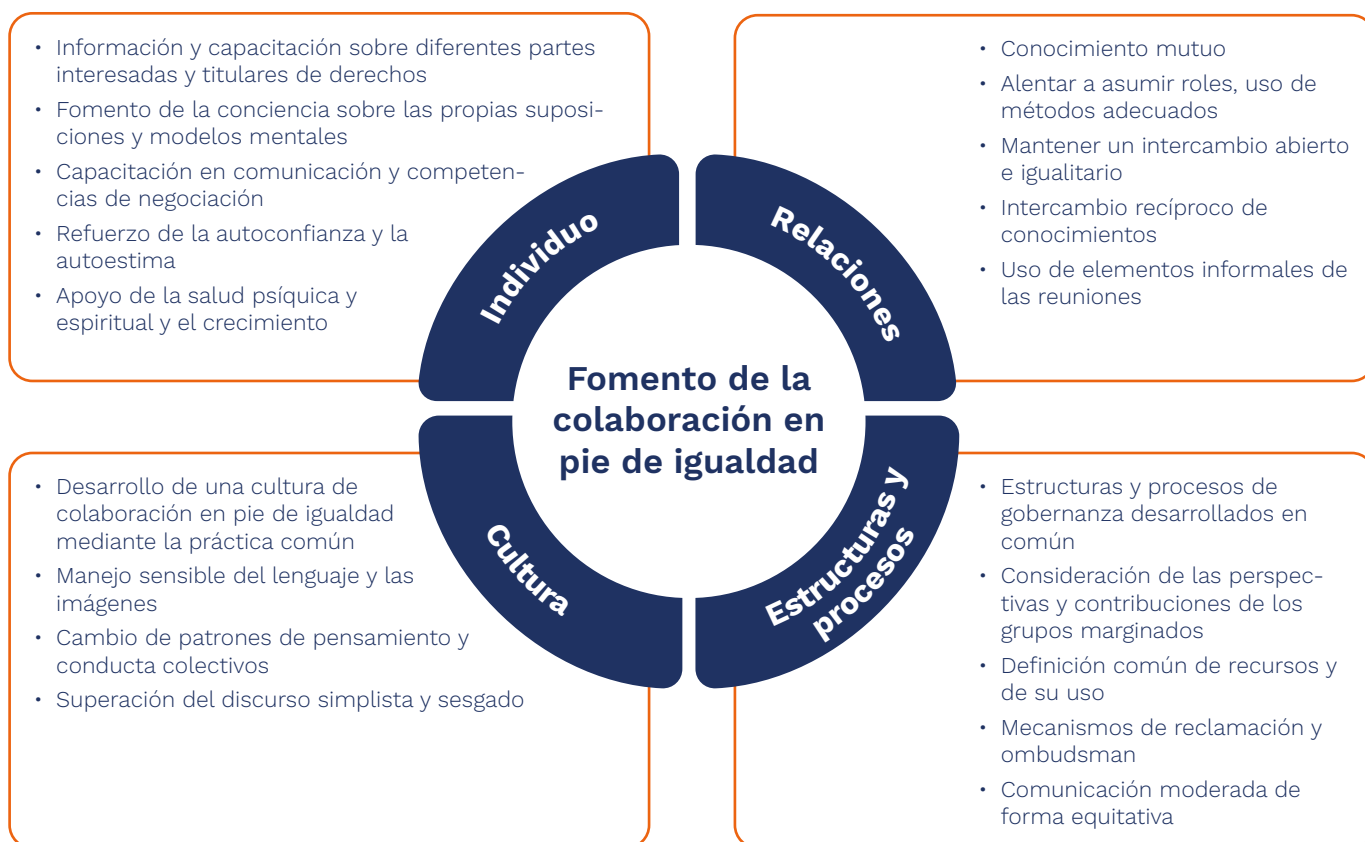 • Información y capacitación sobre diferentes partes
interesadas y titulares de derechos
• Fomento de la conciencia sobre las propias suposi-
ciones y modelos mentales
• Capacitación en comunicación y competen-
cias de negociación
• Refuerzo de la autoconfianza y la
autoestima
• Apoyo de la salud psíquica y
espiritual y el crecimiento
• Conocimiento mutuo
• Alentar a asumir roles, uso de
métodos adecuados
• Mantener un intercambio abierto
e igualitario
• Intercambio recíproco de
conocimientos
• Uso de elementos informales de
las reuniones
Individuo
Relaciones
Fomento de la
colaboración en
pie de igualdad
Cultura
Estructuras y
procesos
• Desarrollo de una cultura de
colaboración en pie de igualdad
mediante la práctica común
• Manejo sensible del lenguaje y las
imágenes
• Cambio de patrones de pensamiento y
conducta colectivos
• Superación del discurso simplista y sesgado
• Estructuras y procesos de
gobernanza desarrollados en
común
• Consideración de las perspec-
tivas y contribuciones de los
grupos marginados
• Definición común de recursos y
de su uso
• Mecanismos de reclamación y
ombudsman
• Comunicación moderada de
forma equitativa